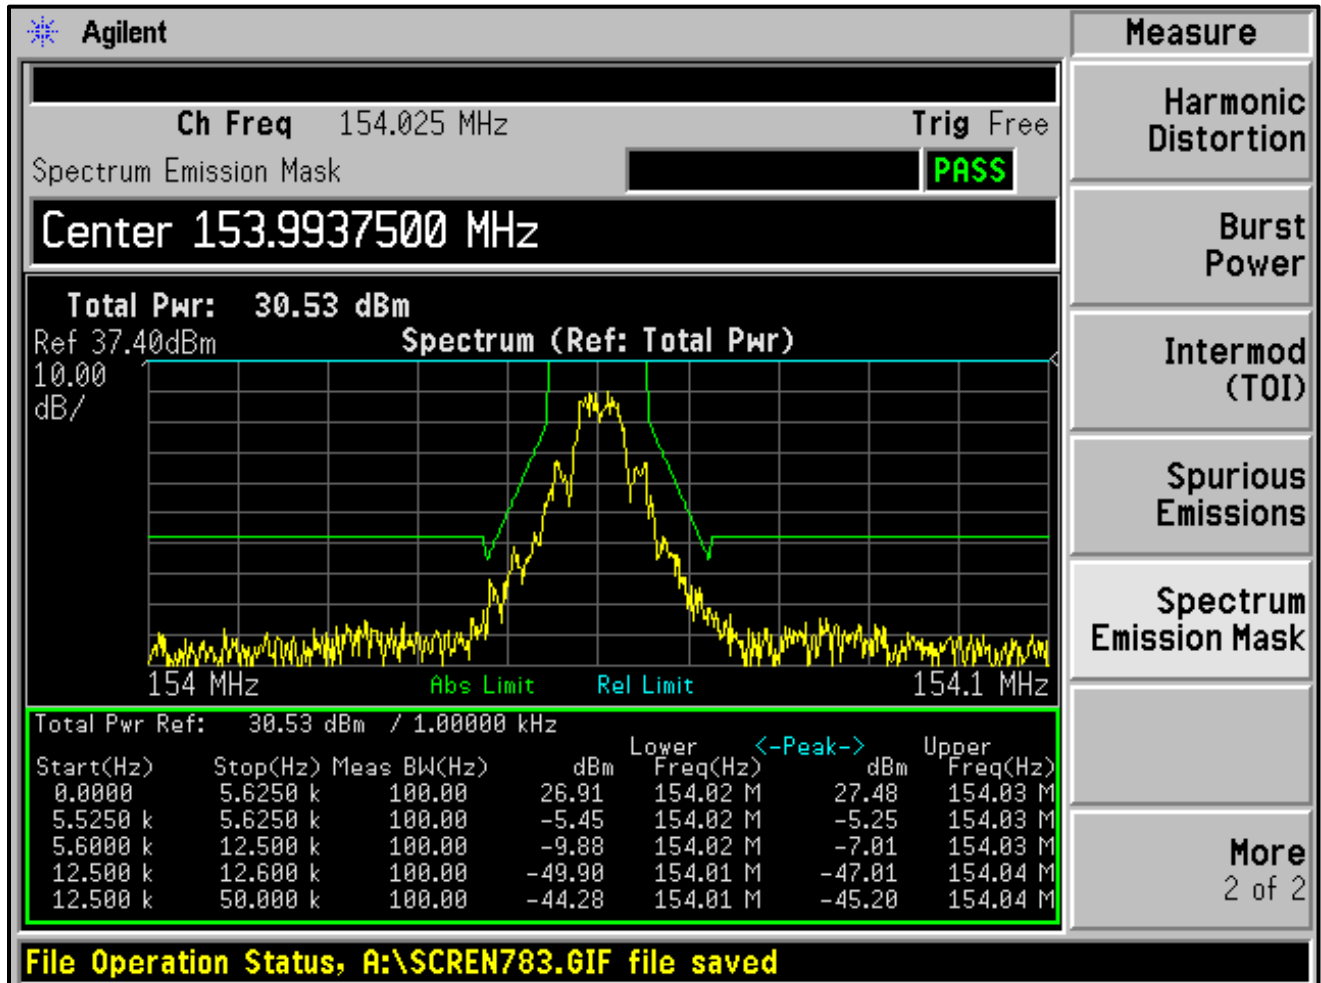 Agilent
Measure
Ch Freq 154.025 MHz Trig Free
Spectrum Emission Mask PASS
Center 153.9937500 MHz
Total Pwr: 30.53 dBm
Ref 37.40dBm Spectrum (Ref: Total Pwr)
10.00
dB/
154 MHz Abs Limit Rel Limit 154.1 MHz
Total Pwr Ref: 30.53 dBm / 1.00000 kHz
Lower <-Peak-> Upper
Start(Hz) Stop(Hz) Meas BW(Hz) dBm Freq(Hz) dBm Freq(Hz)
0.0000 5.6250 k 100.00 26.91 154.02 M 27.48 154.03 M
5.5250 k 5.6250 k 100.00 -5.45 154.02 M -5.25 154.03 M
5.6000 k 12.500 k 100.00 -9.88 154.02 M -7.01 154.03 M
12.500 k 12.600 k 100.00 -49.90 154.01 M -47.01 154.04 M
12.500 k 50.000 k 100.00 -44.28 154.01 M -45.20 154.04 M
File Operation Status, A:\SCREN783.GIF file saved
Harmonic
Distortion
Burst
Power
Intermod
(TOI)
Spurious
Emissions
Spectrum
Emission Mask
More
2 of 2